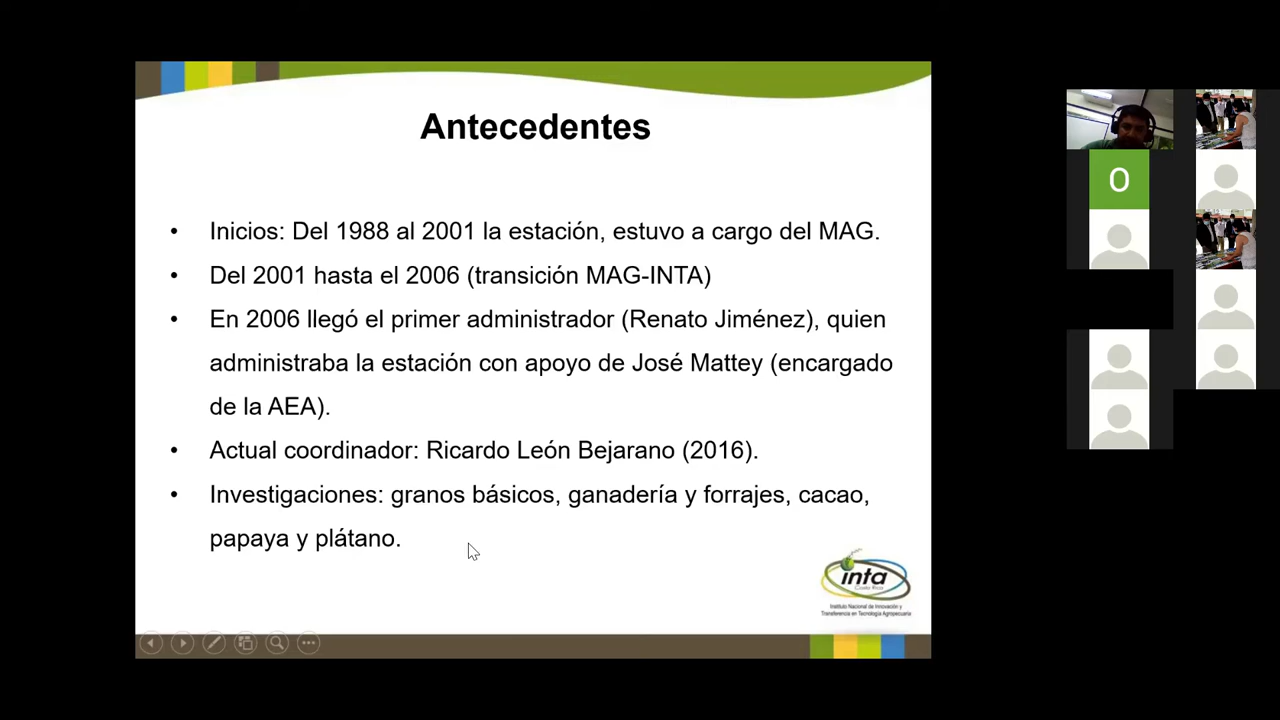 Antecedentes
• Inicios: Del 1988 al 2001 la estación, estuvo a cargo del MAG.
• Del 2001 hasta el 2006 (transición MAG-INTA)
• En 2006 llegó el primer administrador (Renato Jiménez), quien
administraba la estación con apoyo de José Mattey (encargado
de la AEA).
• Actual coordinador: Ricardo León Bejarano (2016).
• Investigaciones: granos básicos, ganadería y forrajes, cacao,
papaya y plátano.
inta
Costa Rica
Instituto Nacional de Innovación y
Transferencia en Tecnología Agropecuaria
O